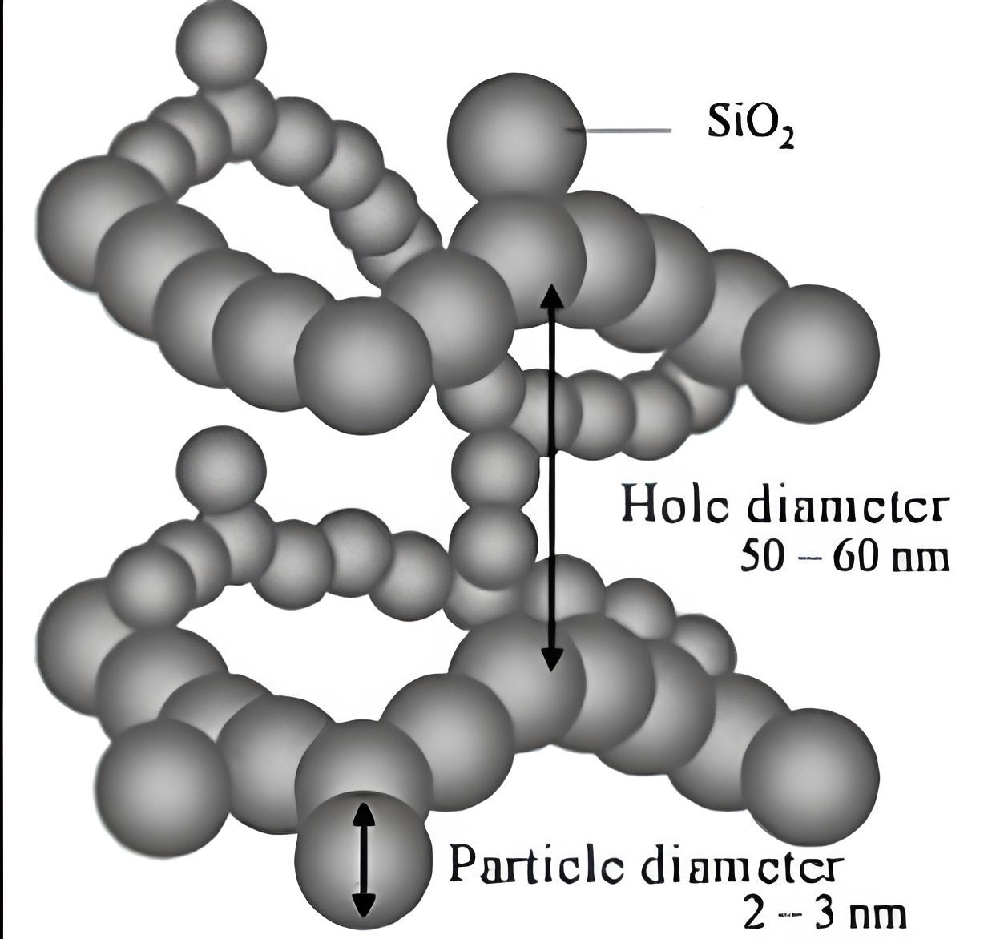 SiO₂
Hole diameter
50 – 60 nm
Particle diameter
2 – 3 nm